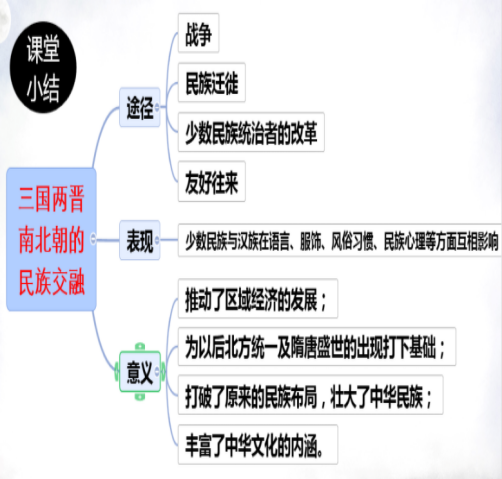 课堂
小结
三国两晋
南北朝的
民族交融
途径
战争
民族迁徙
少数民族统治者的改革
友好往来
表现
少数民族与汉族在语言、服饰、风俗习惯、民族心理等方面互相影响
意义
推动了区域经济的发展；
为以后北方统一及隋唐盛世的出现打下基础；
打破了原来的民族布局，壮大了中华民族；
丰富了中华文化的内涵。